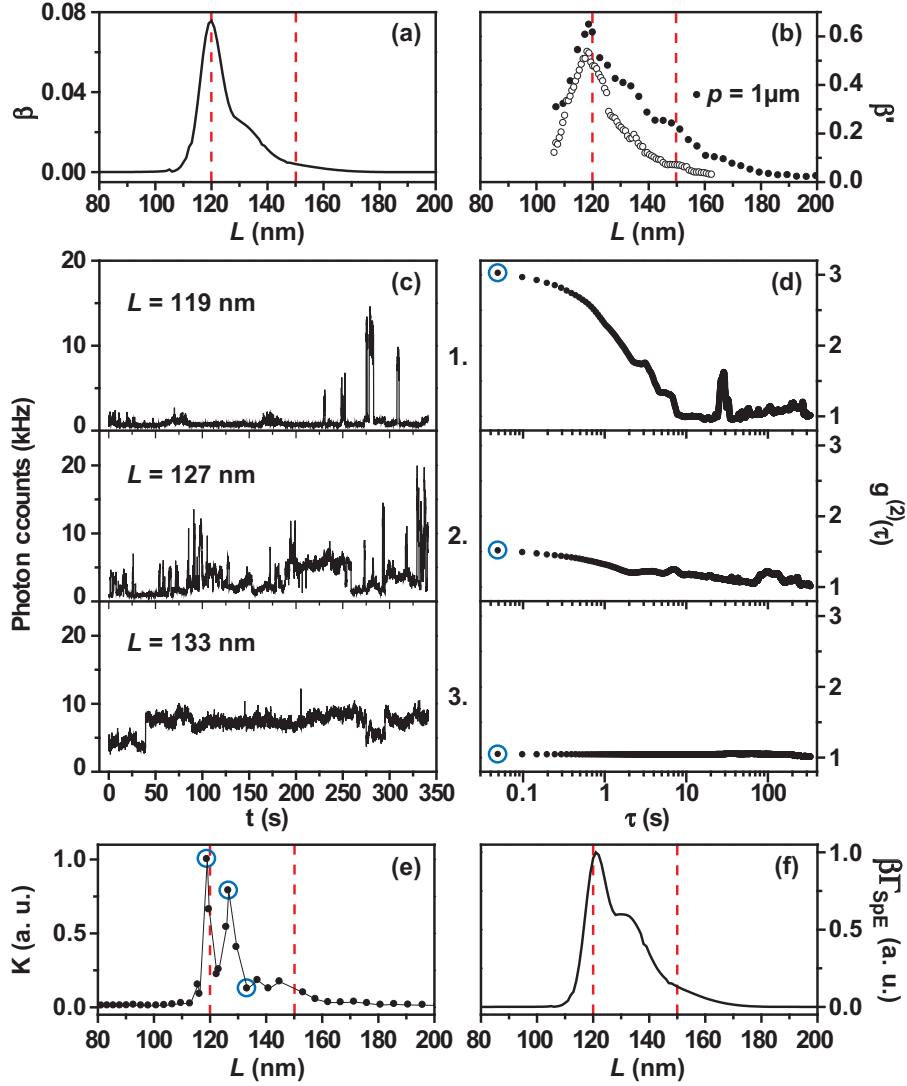 0.08
0.04
0.00
β
(a)
80 100 120 140 160 180 200
L (nm)
(b)
p = 1μm
0.6
0.4
0.2
0.0
β'
80 100 120 140 160 180 200
L (nm)
Photon ccounts (kHz)
20
10
0
L = 119 nm
(c)
1.
(d)
3
2
1
20
10
0
L = 127 nm
2.
3
2
1
g(2)(τ)
20
10
0
L = 133 nm
3.
3
2
1
0 50 100 150 200 250 300 350
t (s)
0.1 1 10 100
τ (s)
K (a. u.)
1.0
0.5
0.0
(e)
80 100 120 140 160 180 200
L (nm)
(f)
1.0
0.5
0.0
βΓSpE (a. u.)
80 100 120 140 160 180 200
L (nm)